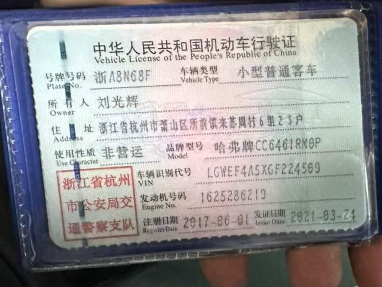 中华人民共和国机动车行驶证
Vehicle License of the People's Republic of China
号牌号码 浙A8N68F 车辆类型 小型普通客车
Plate No. Vehicle Type
所有人 刘光辉
Owner
住址 浙江省杭州市萧山区所前镇来苏周村6组23户
Address
使用性质 非营运 品牌型号 哈弗牌CC6461RM0P
Use Character Model
浙江省杭州
市公安局交
通警察支队
车辆识别代号 LGWEF4A5XGF224509
VIN
发动机号码 1625286219
Engine No.
注册日期 2017-06-01 发证日期 2021-03-24
Register Date Issue Date